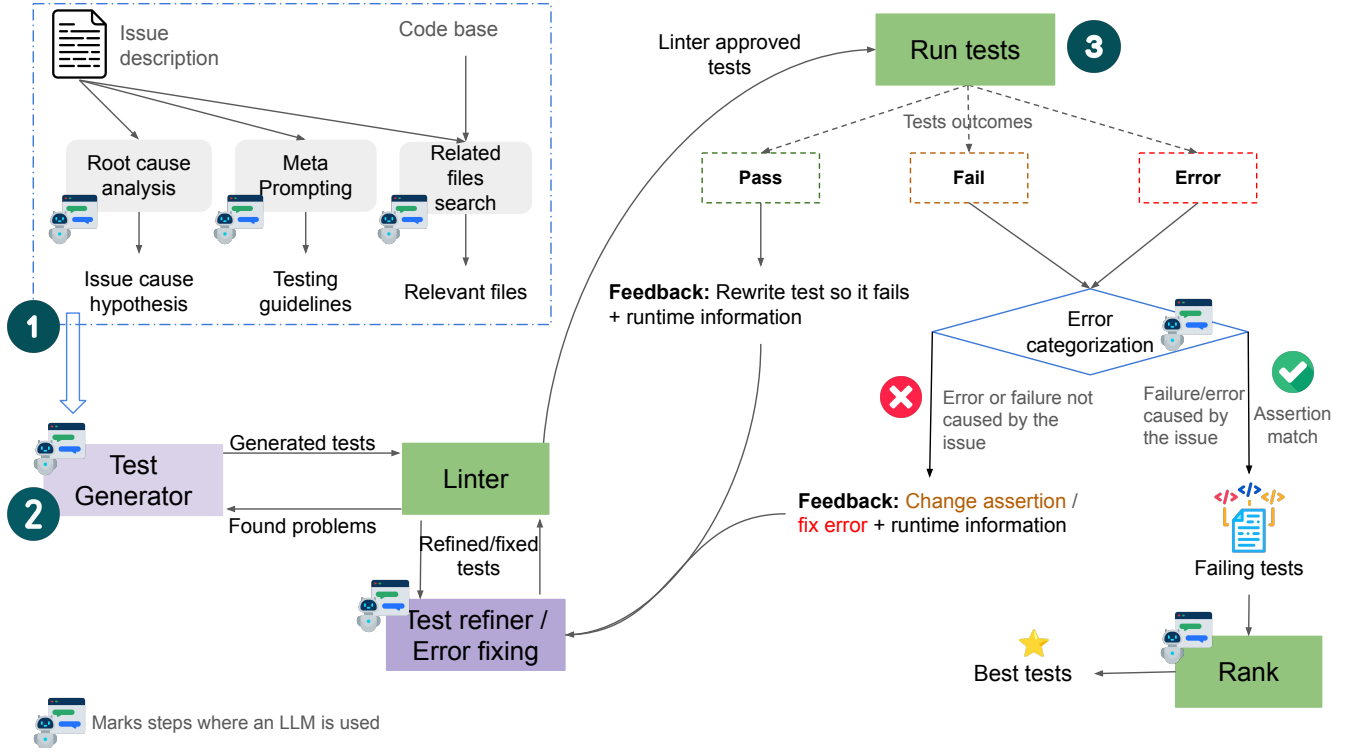 Issue
description
Code base
Root cause
analysis
Meta
Prompting
Related
files
search
Issue cause
hypothesis
Testing
guidelines
Relevant files
1
Test
Generator
2
Generated tests
Found problems
Linter
Refined/fixed
tests
Test refiner /
Error fixing
Marks steps where an LLM is used
Linter approved
tests
Run tests
3
Tests outcomes
Pass
Fail
Error
Feedback: Rewrite test so it fails
+ runtime information
Error
categorization
Error or failure not
caused by the
issue
Failure/error
caused by
the issue
Assertion
match
Feedback: Change assertion /
fix error + runtime information
Failing tests
Rank
Best tests